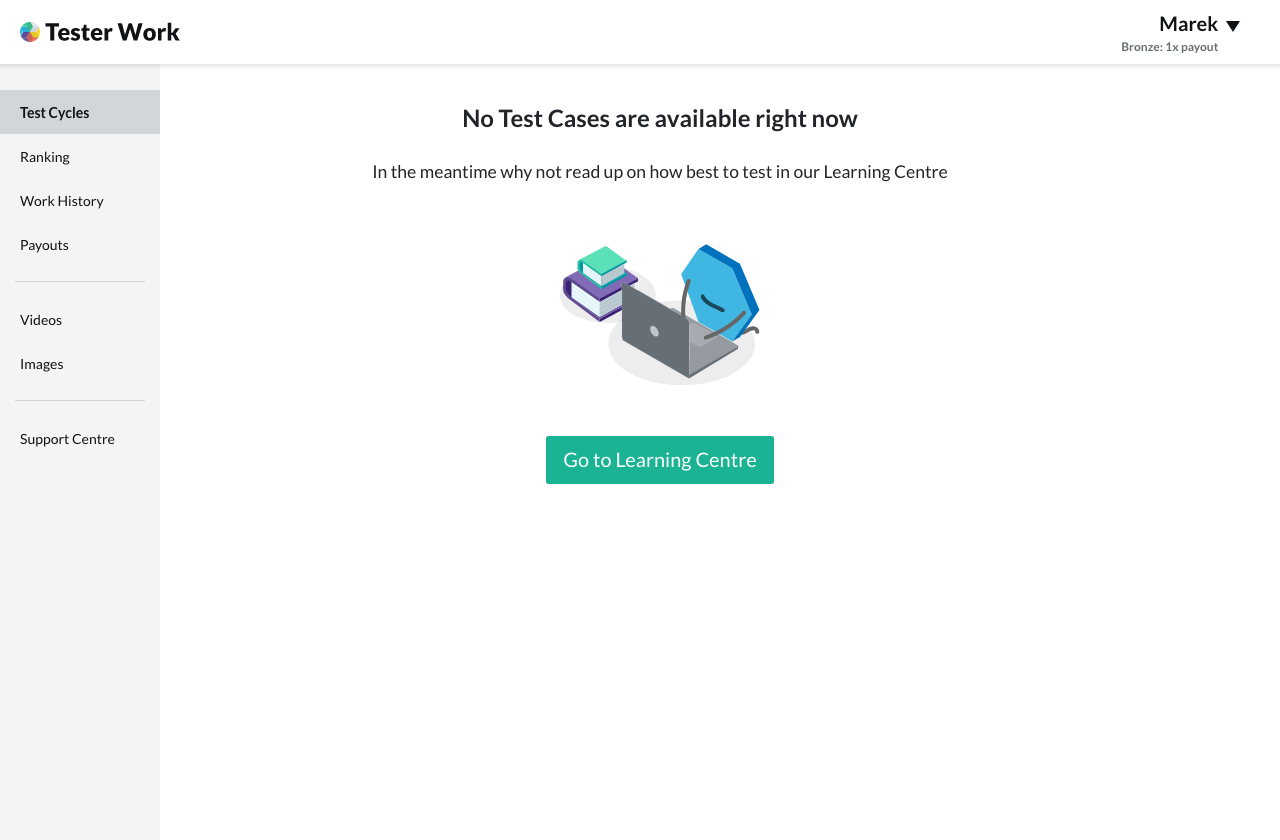 Tester Work
Marek
Bronze: 1x payout
Test Cycles
Ranking
Work History
Payouts
Videos
Images
Support Centre
No Test Cases are available right now
In the meantime why not read up on how best to test in our Learning Centre
Go to Learning Centre